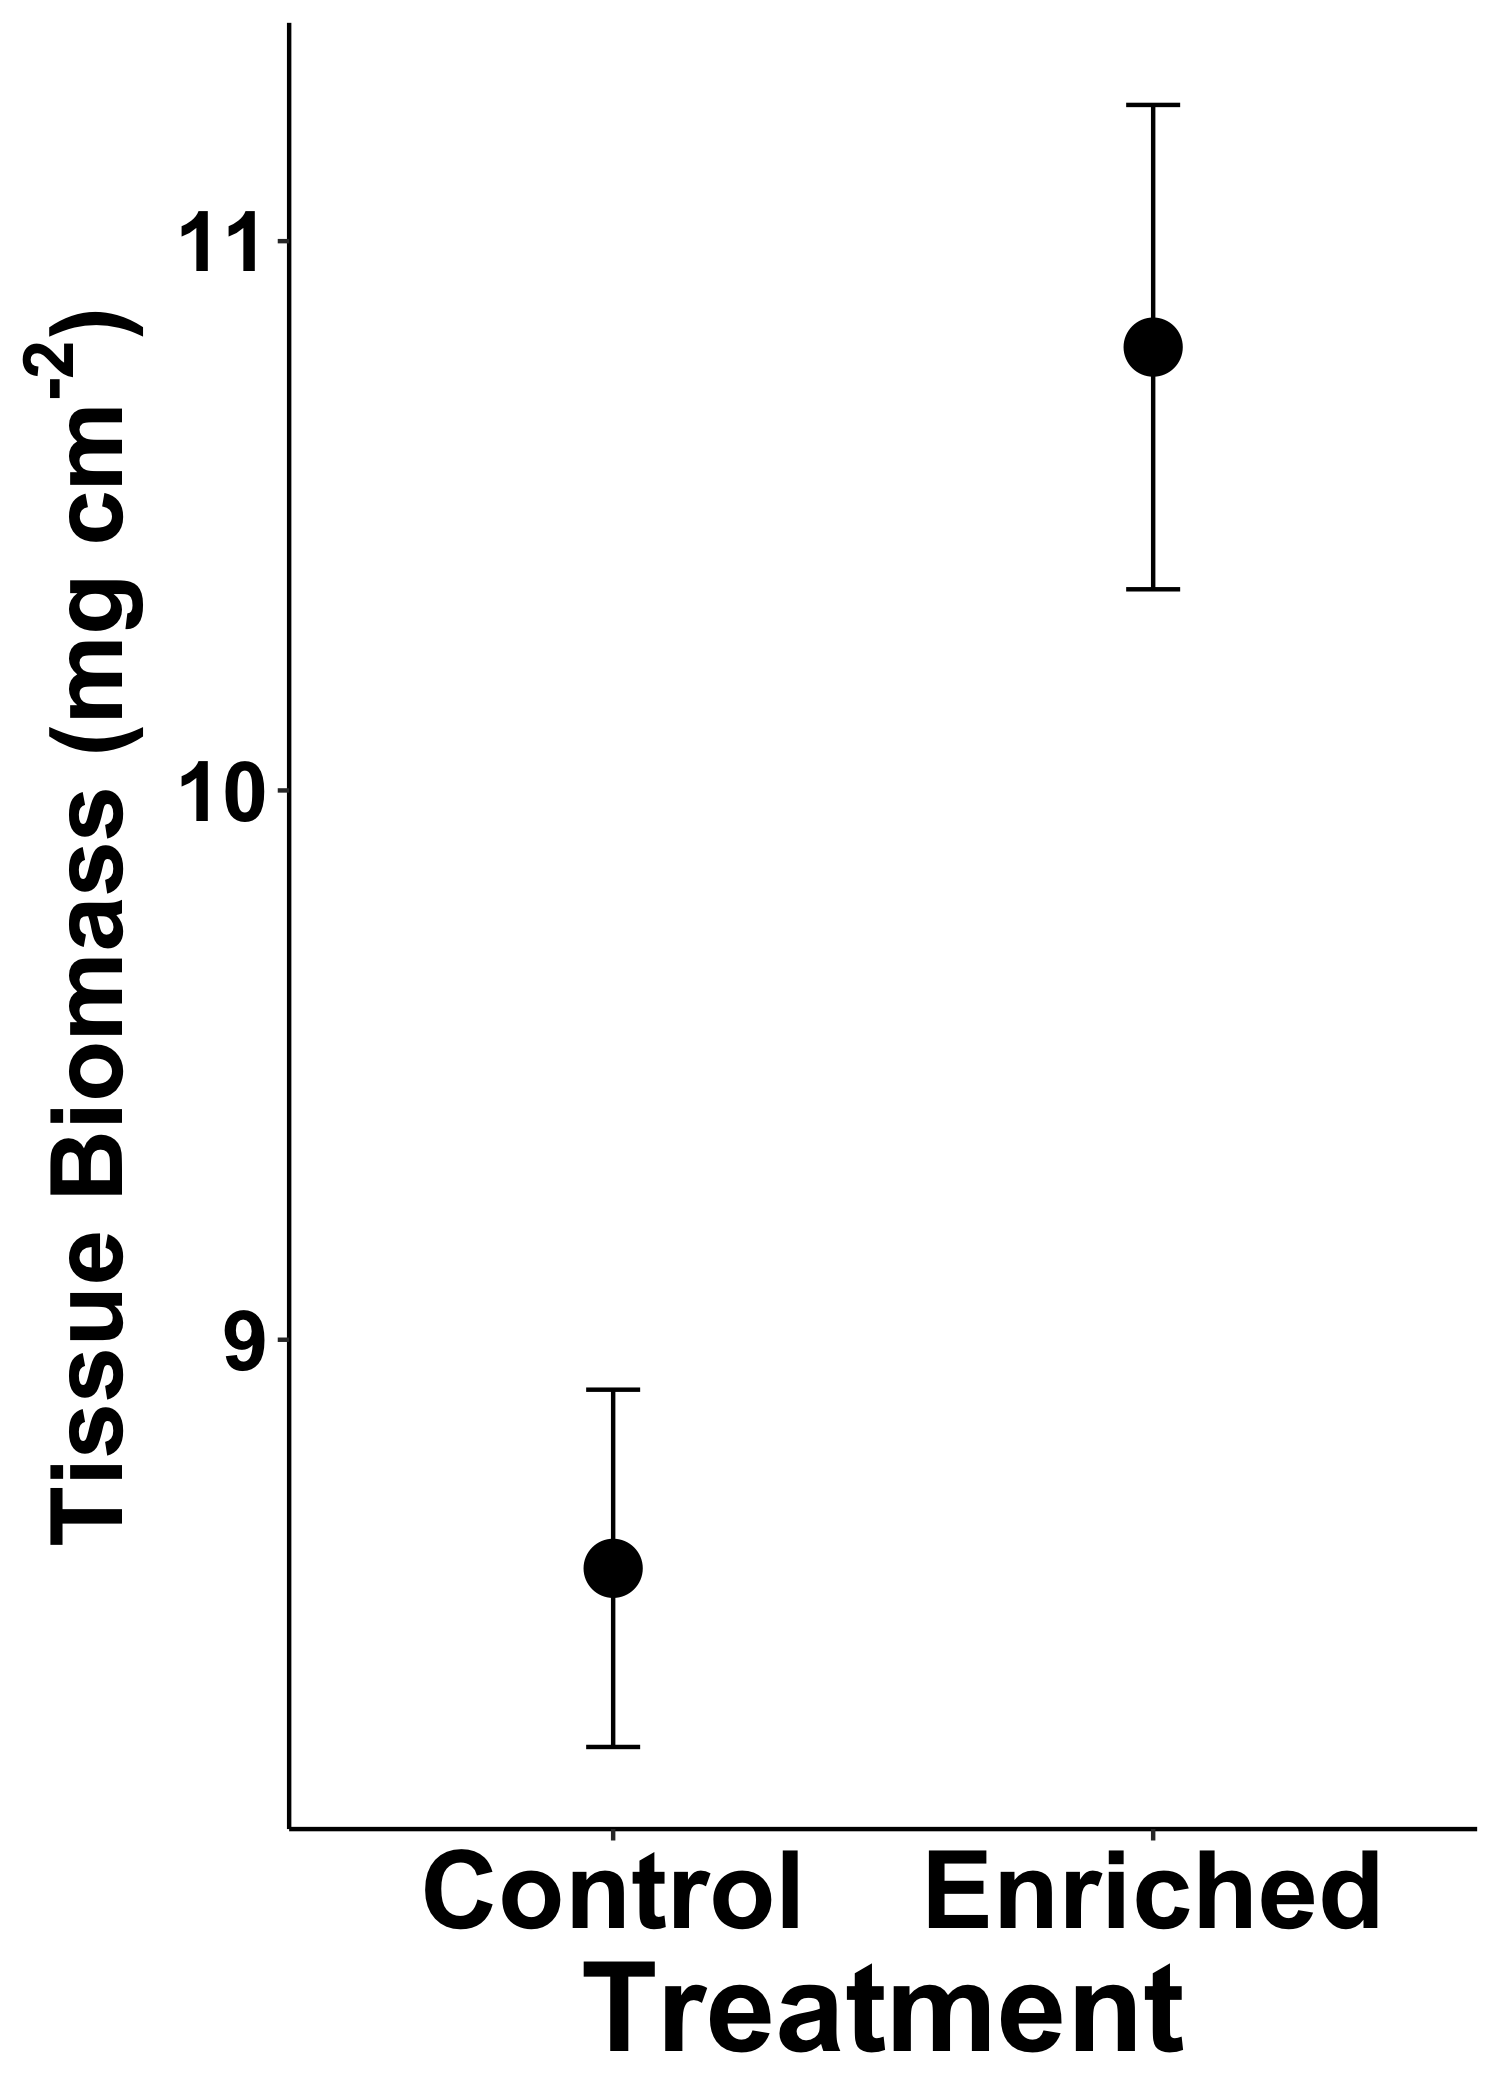 Tissue Biomass (mg cm-2)
11
10
9
Control Enriched
Treatment